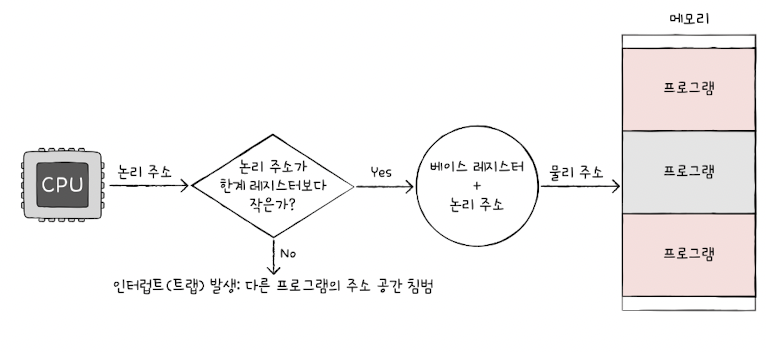 메모리
프로그램
프로그램
프로그램
CPU
논리 주소
논리 주소가
한계 레지스터보다
작은가?
Yes
베이스 레지스터
+
논리 주소
물리 주소
No
인터럽트(트랩) 발생: 다른 프로그램의 주소 공간 침범